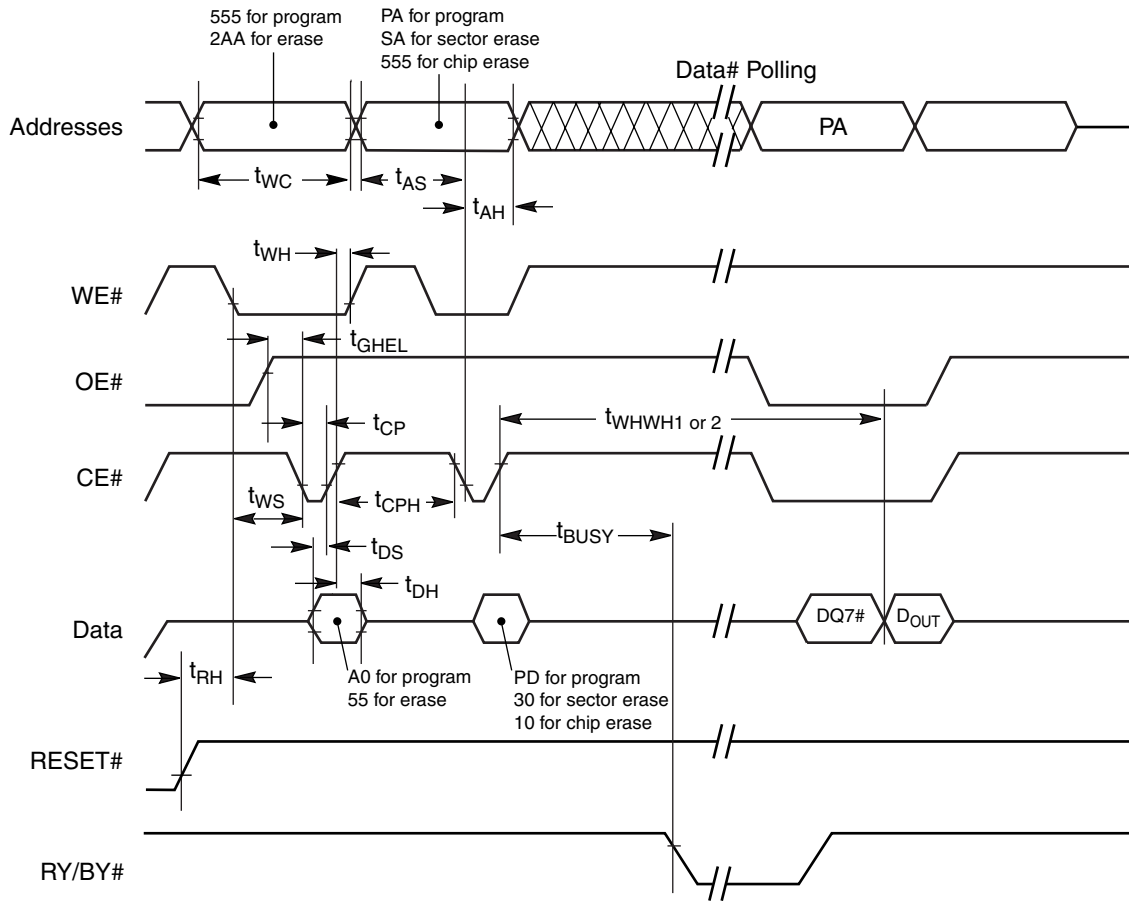 555 for program
2AA for erase
PA for program
SA for sector erase
555 for chip erase
Data# Polling
Addresses
PA
tWC
tAS
tAH
tWH
WE#
tGHEL
OE#
tWHWH1 or 2
tCP
CE#
tWS
tCPH
tBUSY
tDS
tDH
Data
DQ7#
DOUT
tRH
A0 for program
55 for erase
PD for program
30 for sector erase
10 for chip erase
RESET#
RY/BY#